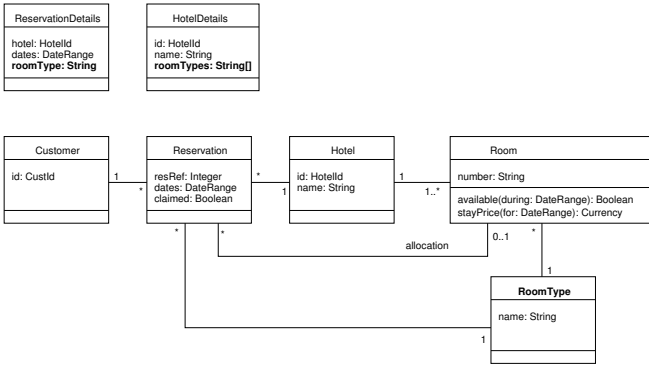 ReservationDetails
hotel: HotelId
dates: DateRange
roomType: String
HotelDetails
id: HotelId
name: String
roomTypes: String[]
Customer
id: CustId
1
*
Reservation
resRef: Integer
dates: DateRange
claimed: Boolean
*
1
Hotel
id: HotelId
name: String
1
1..*
Room
number: String
available(during: DateRange): Boolean
stayPrice(for: DateRange): Currency
*
*
allocation
0..1
*
1
RoomType
name: String
1